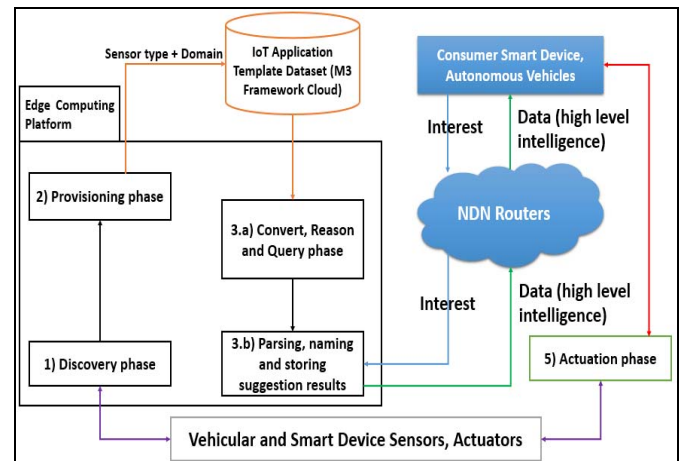 Sensor type + Domain
IoT Application
Template Dataset (M3
Framework Cloud)
Consumer Smart Device,
Autonomous Vehicles
Edge Computing
Platform
Interest
Data (high level
intelligence)
2) Provisioning phase
3.a) Convert, Reason
and Query phase
NDN Routers
Interest
Data (high level
intelligence)
1) Discovery phase
3.b) Parsing, naming
and storing
suggestion results
5) Actuation phase
Vehicular and Smart Device Sensors, Actuators